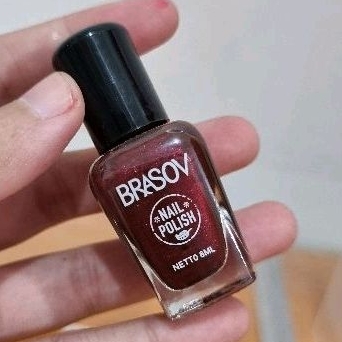 BRASOV
NAIL
POLISH
NETTO 8ML